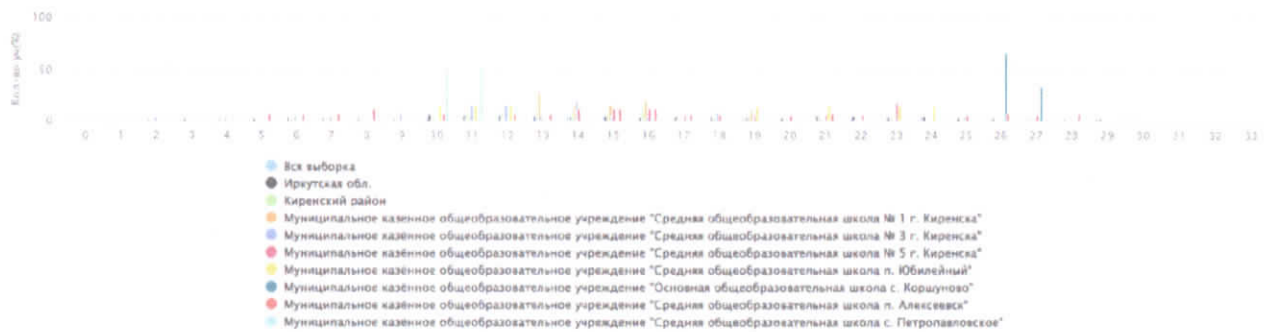 100
Кол-во уч(%)
50
0
0 1 2 3 4 5 6 7 8 9 10 11 12 13 14 15 16 17 18 19 20 21 22 23 24 25 26 27 28 29 30 31 32 33
Вся выборка
Иркутская обл.
Киренский район
Муниципальное казенное общеобразовательное учреждение "Средняя общеобразовательная школа № 1 г. Киренска"
Муниципальное казённое общеобразовательное учреждение "Средняя общеобразовательная школа № 3 г. Киренска"
Муниципальное казённое общеобразовательное учреждение "Средняя общеобразовательная школа № 5 г. Киренска"
Муниципальное казённое общеобразовательное учреждение "Средняя общеобразовательная школа п. Юбилейный"
Муниципальное казённое общеобразовательное учреждение "Основная общеобразовательная школа с. Коршуново"
Муниципальное казённое общеобразовательное учреждение "Средняя общеобразовательная школа п. Алексеевск"
Муниципальное казённое общеобразовательное учреждение "Средняя общеобразовательная школа с. Петропавловское"